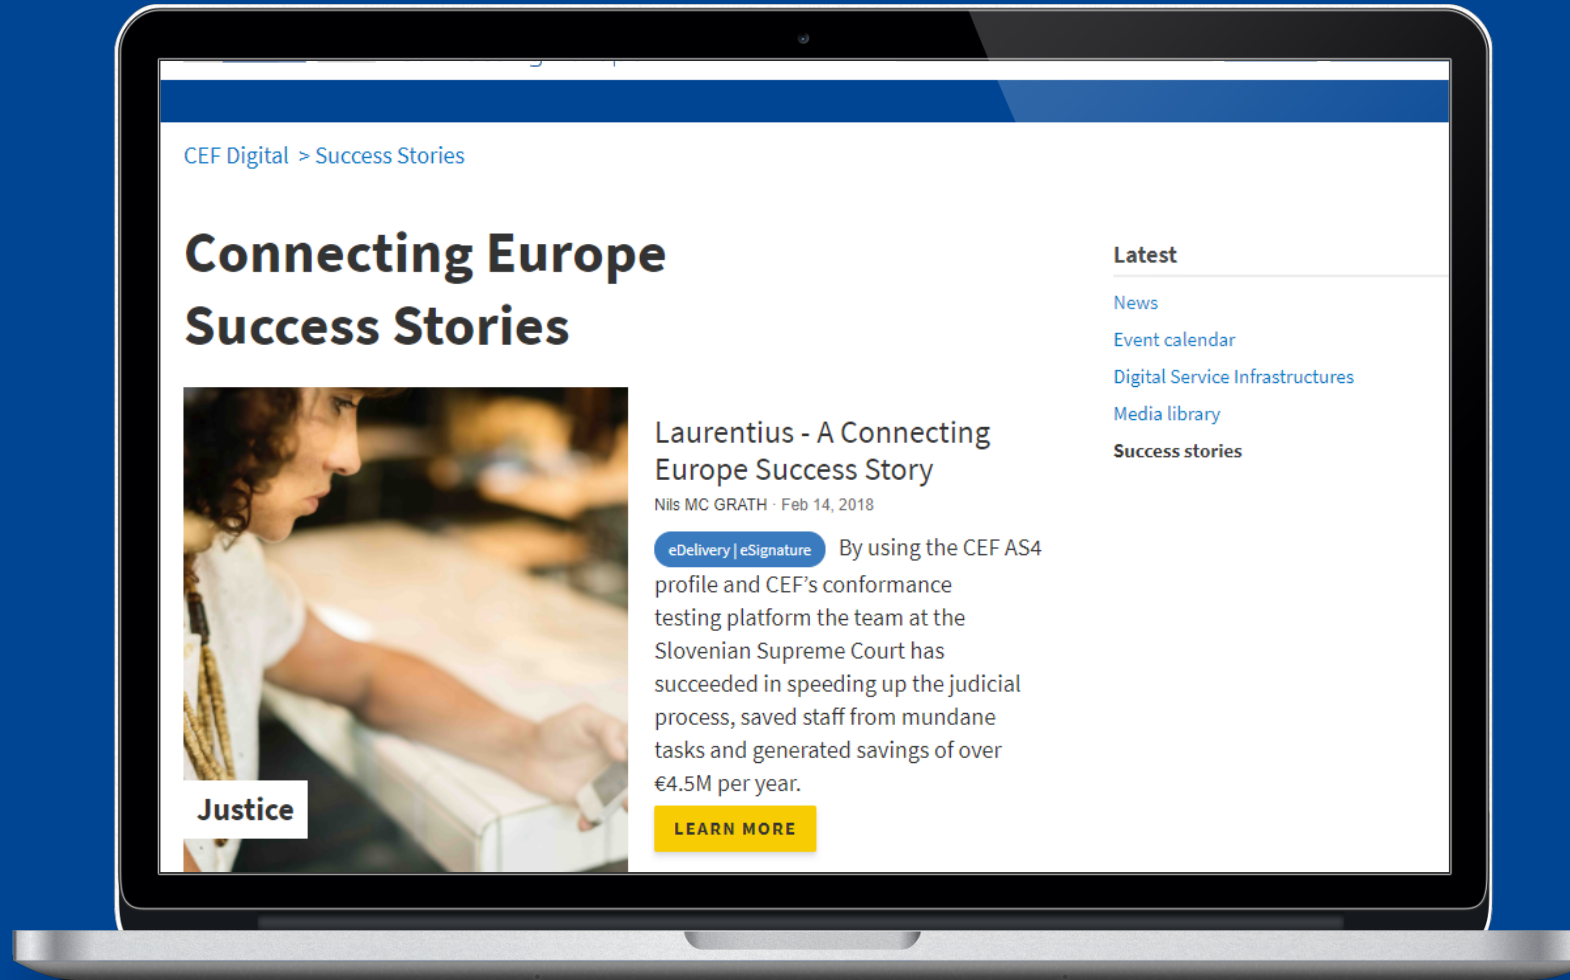 CEF Digital > Success Stories
Connecting Europe
Success Stories
Justice
Laurentius - A Connecting
Europe Success Story
Nils MC GRATH · Feb 14, 2018
eDelivery | eSignature By using the CEF AS4
profile and CEF’s conformance
testing platform the team at the
Slovenian Supreme Court has
succeeded in speeding up the judicial
process, saved staff from mundane
tasks and generated savings of over
€4.5M per year.
LEARN MORE
Latest
News
Event calendar
Digital Service Infrastructures
Media library
Success stories